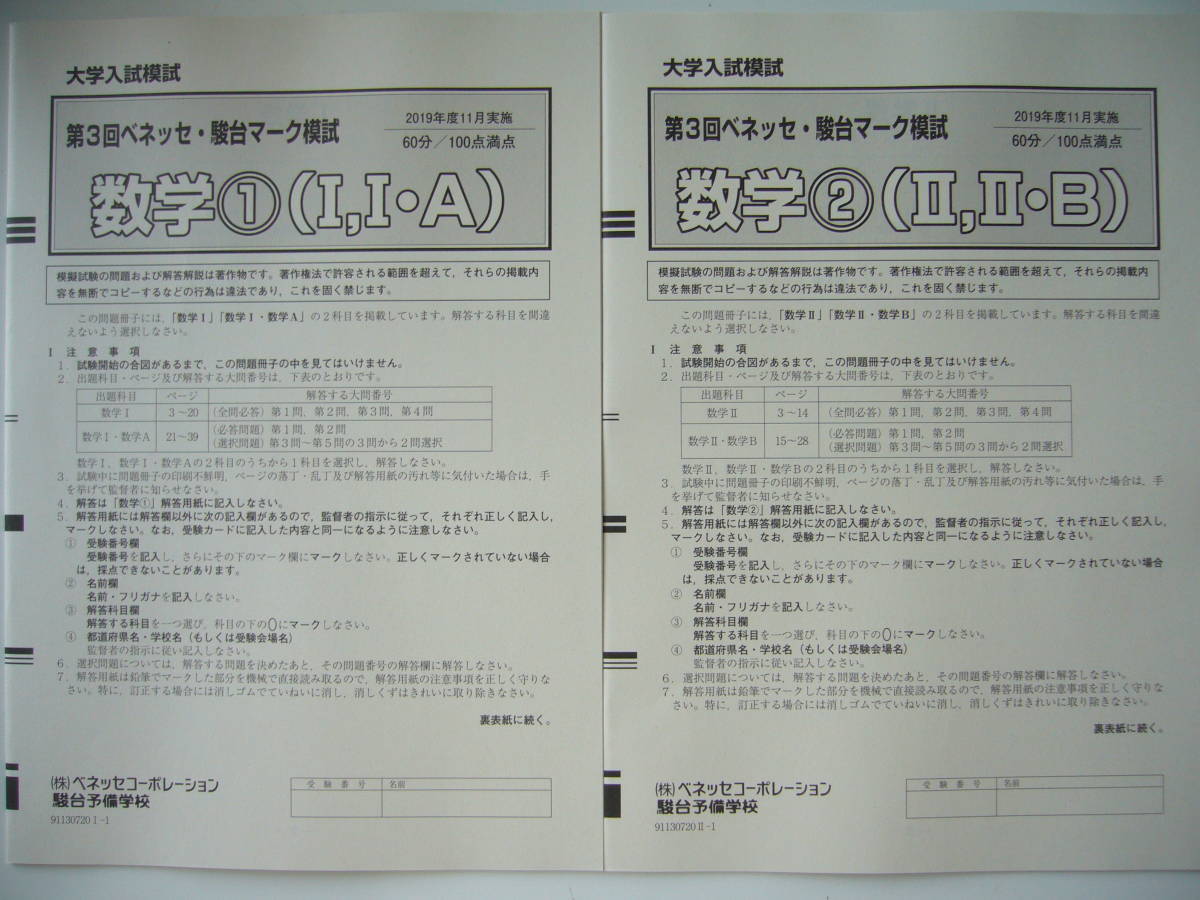 大学入試模試
第3回ベネッセ・駿台マーク模試
2019年度11月実施
60分／100点満点
数学①(Ⅰ,Ⅰ・A)
模擬試験の問題および解答解説は著作物です。著作権法で許容される範囲を超えて，それらの掲載内
容を無断でコピーするなどの行為は違法であり，これを固く禁じます。
この問題冊子には，「数学Ⅰ」「数学Ⅰ・数学A」の2科目を掲載しています。解答する科目を間違
えないよう選択しなさい。
Ⅰ 注意事項
1．試験開始の合図があるまで，この問題冊子の中を見てはいけません。
2．出題科目・ページ及び解答する大問番号は，下表のとおりです。
出題科目 ページ 解答する大問番号
数学Ⅰ 3～20 (全問必答) 第1問，第2問，第3問，第4問
数学Ⅰ・数学A 21～39 (必答問題) 第1問，第2問
(選択問題) 第3問～第5問の3問から2問選択
数学Ⅰ，数学Ⅰ・数学Aの2科目のうちから1科目を選択し，解答しなさい。
3．試験中に問題冊子の印刷不鮮明，ページの落丁・乱丁及び解答用紙の汚れ等に気付いた場合は，手
を挙げて監督者に知らせなさい。
4．解答は「数学①」解答用紙に記入しなさい。
5．解答用紙には解答欄以外に次の記入欄があるので，監督者の指示に従って，それぞれ正しく記入し，
マークしなさい。なお，受験カードに記入した内容と同一になるように注意しなさい。
① 受験番号欄
受験番号を記入し，さらにその下のマーク欄にマークしなさい。正しくマークされていない場合
は，採点できないことがあります。
② 名前欄
名前・フリガナを記入しなさい。
③ 解答科目欄
解答する科目を一つ選び，科目の下の0にマークしなさい。
④ 都道府県名・学校名（もしくは受験会場名）
監督者の指示に従い記入しなさい。
6．選択問題については，解答する問題を決めたあと，その問題番号の解答欄に解答しなさい。
7．解答用紙は鉛筆でマークした部分を機械で直接読み取るので，解答用紙の注意事項を正しく守りな
さい。特に，訂正する場合には消しゴムでていねいに消し，消しくずはきれいに取り除きなさい。
裏表紙に続く。
(株)ベネッセコーポレーション
駿台予備学校
91130720Ⅰ-1
受験番号 名前
大学入試模試
第3回ベネッセ・駿台マーク模試
2019年度11月実施
60分／100点満点
数学②(Ⅱ,Ⅱ・B)
模擬試験の問題および解答解説は著作物です。著作権法で許容される範囲を超えて，それらの掲載内
容を無断でコピーするなどの行為は違法であり，これを固く禁じます。
この問題冊子には，「数学Ⅱ」「数学Ⅱ・数学B」の2科目を掲載しています。解答する科目を間違
えないよう選択しなさい。
Ⅰ 注意事項
1．試験開始の合図があるまで，この問題冊子の中を見てはいけません。
2．出題科目・ページ及び解答する大問番号は，下表のとおりです。
出題科目 ページ 解答する大問番号
数学Ⅱ 3～14 (全問必答) 第1問，第2問，第3問，第4問
数学Ⅱ・数学B 15～28 (必答問題) 第1問，第2問
(選択問題) 第3問～第5問の3問から2問選択
数学Ⅱ，数学Ⅱ・数学Bの2科目のうちから1科目を選択し，解答しなさい。
3．試験中に問題冊子の印刷不鮮明，ページの落丁・乱丁及び解答用紙の汚れ等に気付いた場合は，手
を挙げて監督者に知らせなさい。
4．解答は「数学②」解答用紙に記入しなさい。
5．解答用紙には解答欄以外に次の記入欄があるので，監督者の指示に従って，それぞれ正しく記入し，
マークしなさい。なお，受験カードに記入した内容と同一になるように注意しなさい。
① 受験番号欄
受験番号を記入し，さらにその下のマーク欄にマークしなさい。正しくマークされていない場合
は，採点できないことがあります。
② 名前欄
名前・フリガナを記入しなさい。
③ 解答科目欄
解答する科目を一つ選び，科目の下の0にマークしなさい。
④ 都道府県名・学校名（もしくは受験会場名）
監督者の指示に従い記入しなさい。
6．選択問題については，解答する問題を決めたあと，その問題番号の解答欄に解答しなさい。
7．解答用紙は鉛筆でマークした部分を機械で直接読み取るので，解答用紙の注意事項を正しく守りな
さい。特に，訂正する場合には消しゴムでていねいに消し，消しくずはきれいに取り除きなさい。
裏表紙に続く。
(株)ベネッセコーポレーション
駿台予備学校
91130720Ⅱ-1
受験番号 名前